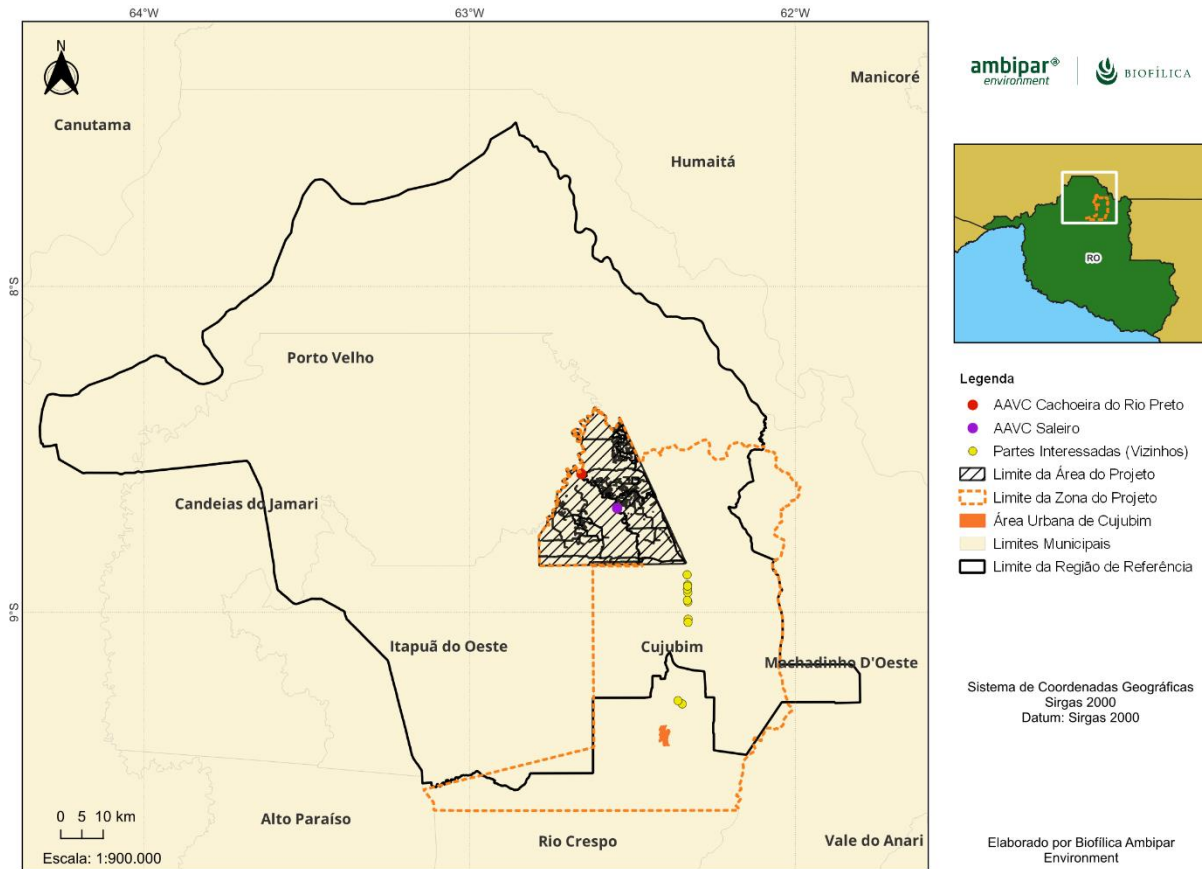 64°W
63°W
62°W
N
Manicoré
Canutama
Humaitá
8°S
Porto Velho
Candeias do Jamari
9°S
Itapuã do Oeste
Cujubim
Machadinho D'Oeste
0 5 10 km
Alto Paraíso
Rio Crespo
Vale do Anari
Escala: 1:900.000
ambipar®
environment
BIOFÍLICA
RO
Legenda
AAVC Cachoeira do Rio Preto
AAVC Saleiro
Partes Interessadas (Vizinhos)
Limite da Área do Projeto
Limite da Zona do Projeto
Área Urbana de Cujubim
Limites Municipais
Limite da Região de Referência
Sistema de Coordenadas Geográficas
Sirgas 2000
Datum: Sirgas 2000
Elaborado por Biofílica Ambipar
Environment